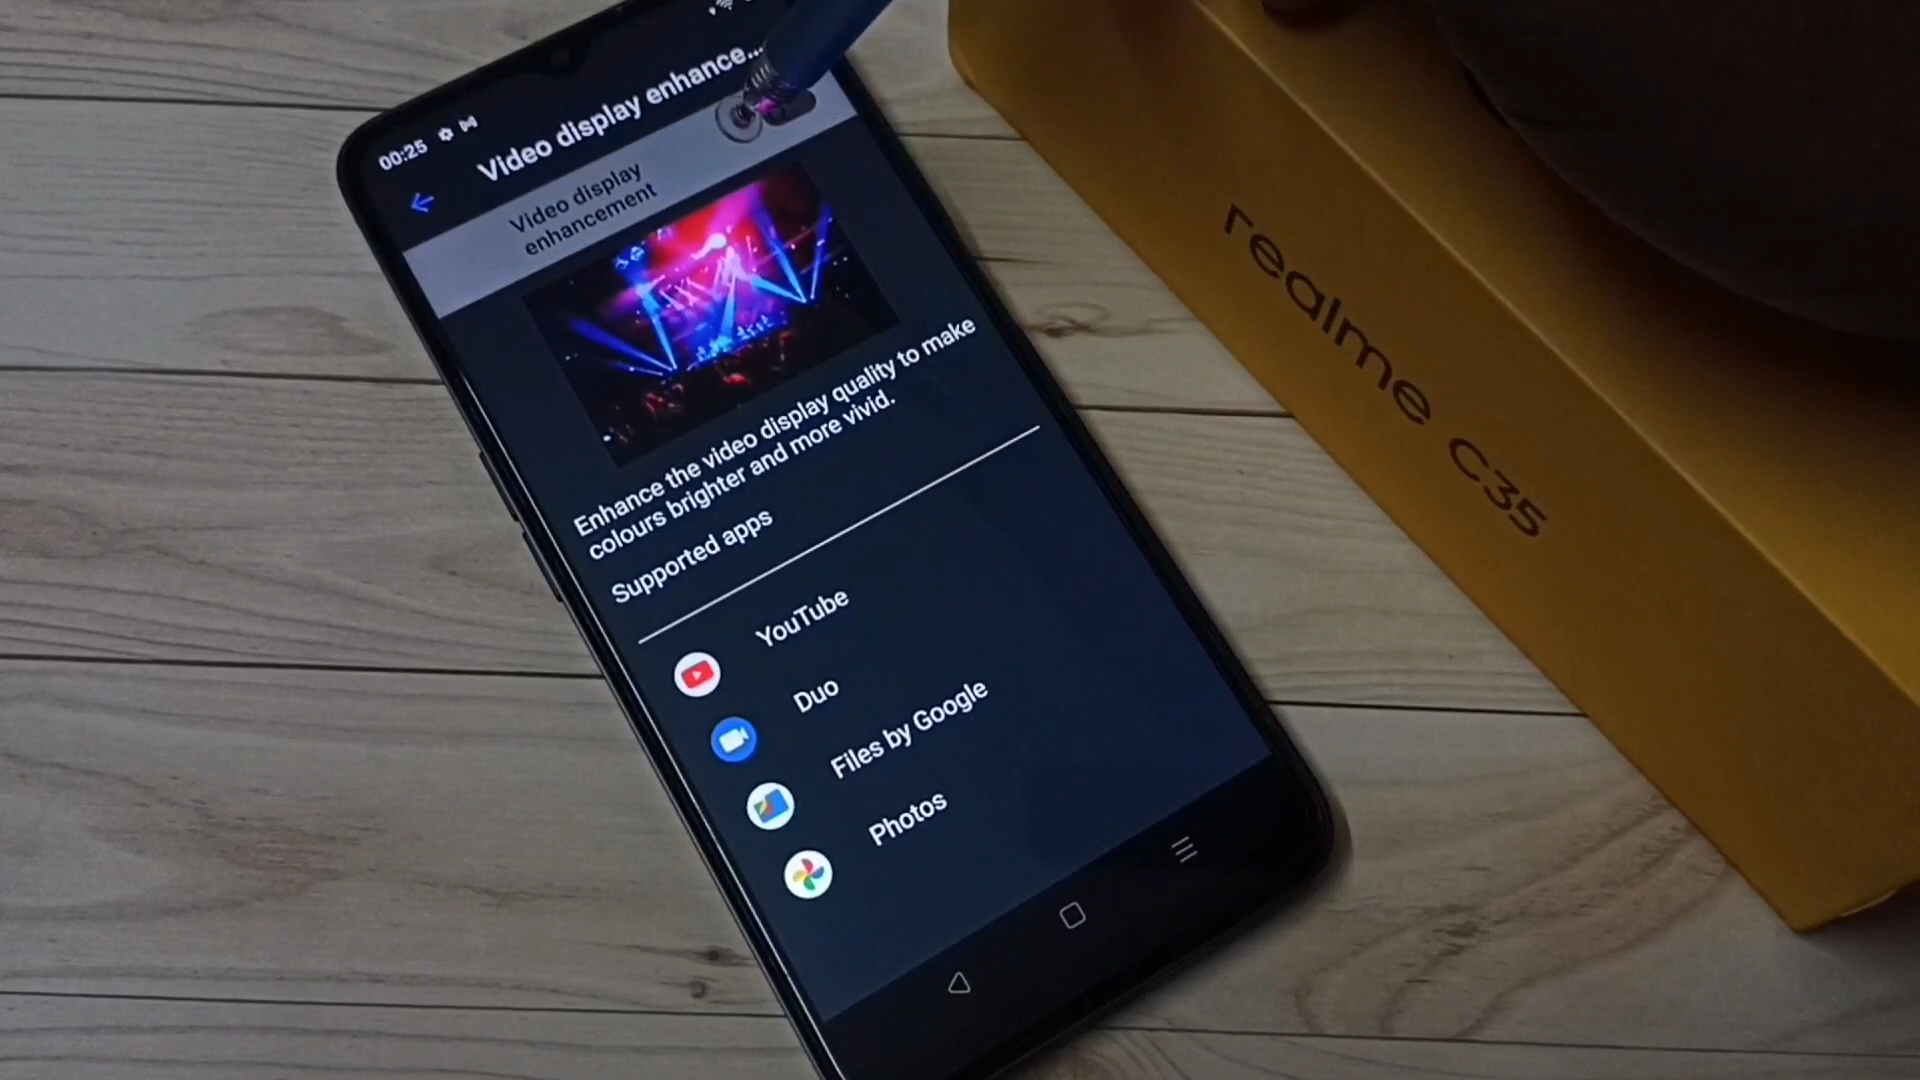 00:25
Video display enhance...
Video display
enhancement
Enhance the video display quality to make
colours brighter and more vivid.
Supported apps
YouTube
Duo
Files by Google
Photos
realme C35